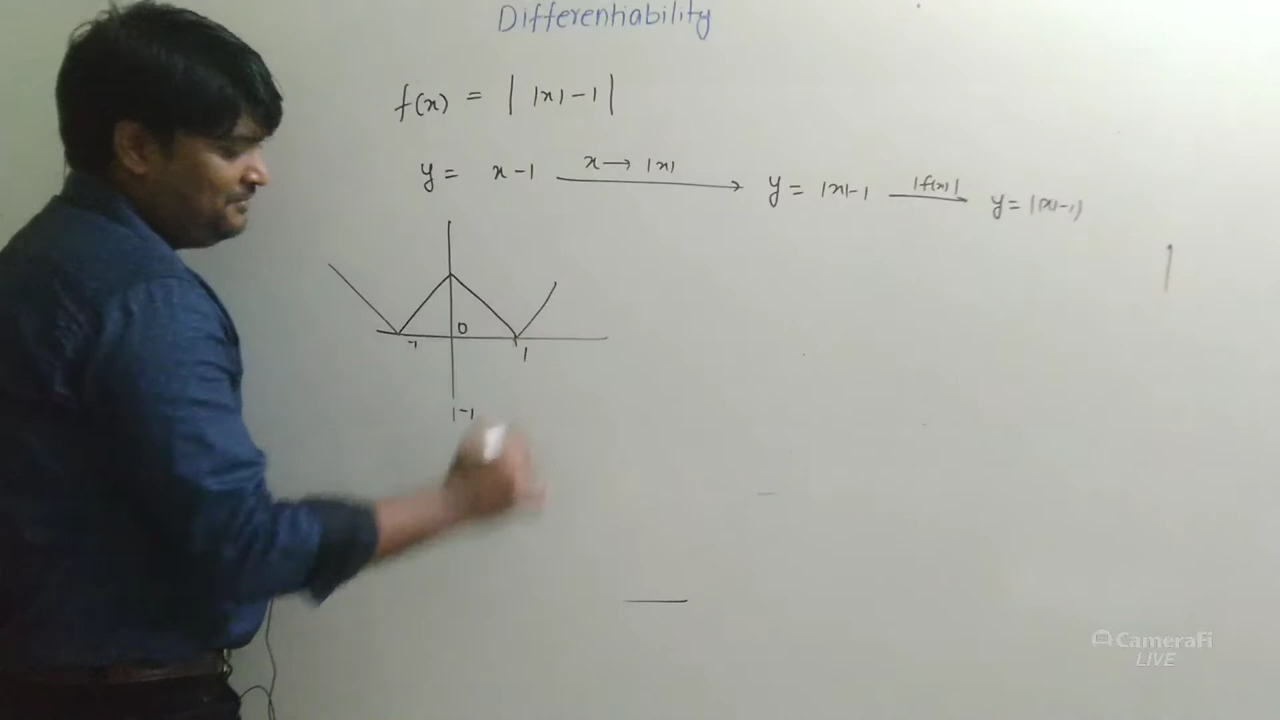 Differentiability
f(x) = | |x| - 1 |
y = x - 1 x → |x| y = |x| - 1 |f(x)| y = ||x| - 1|
0
-1 1
-1
CameraFi
LIVE